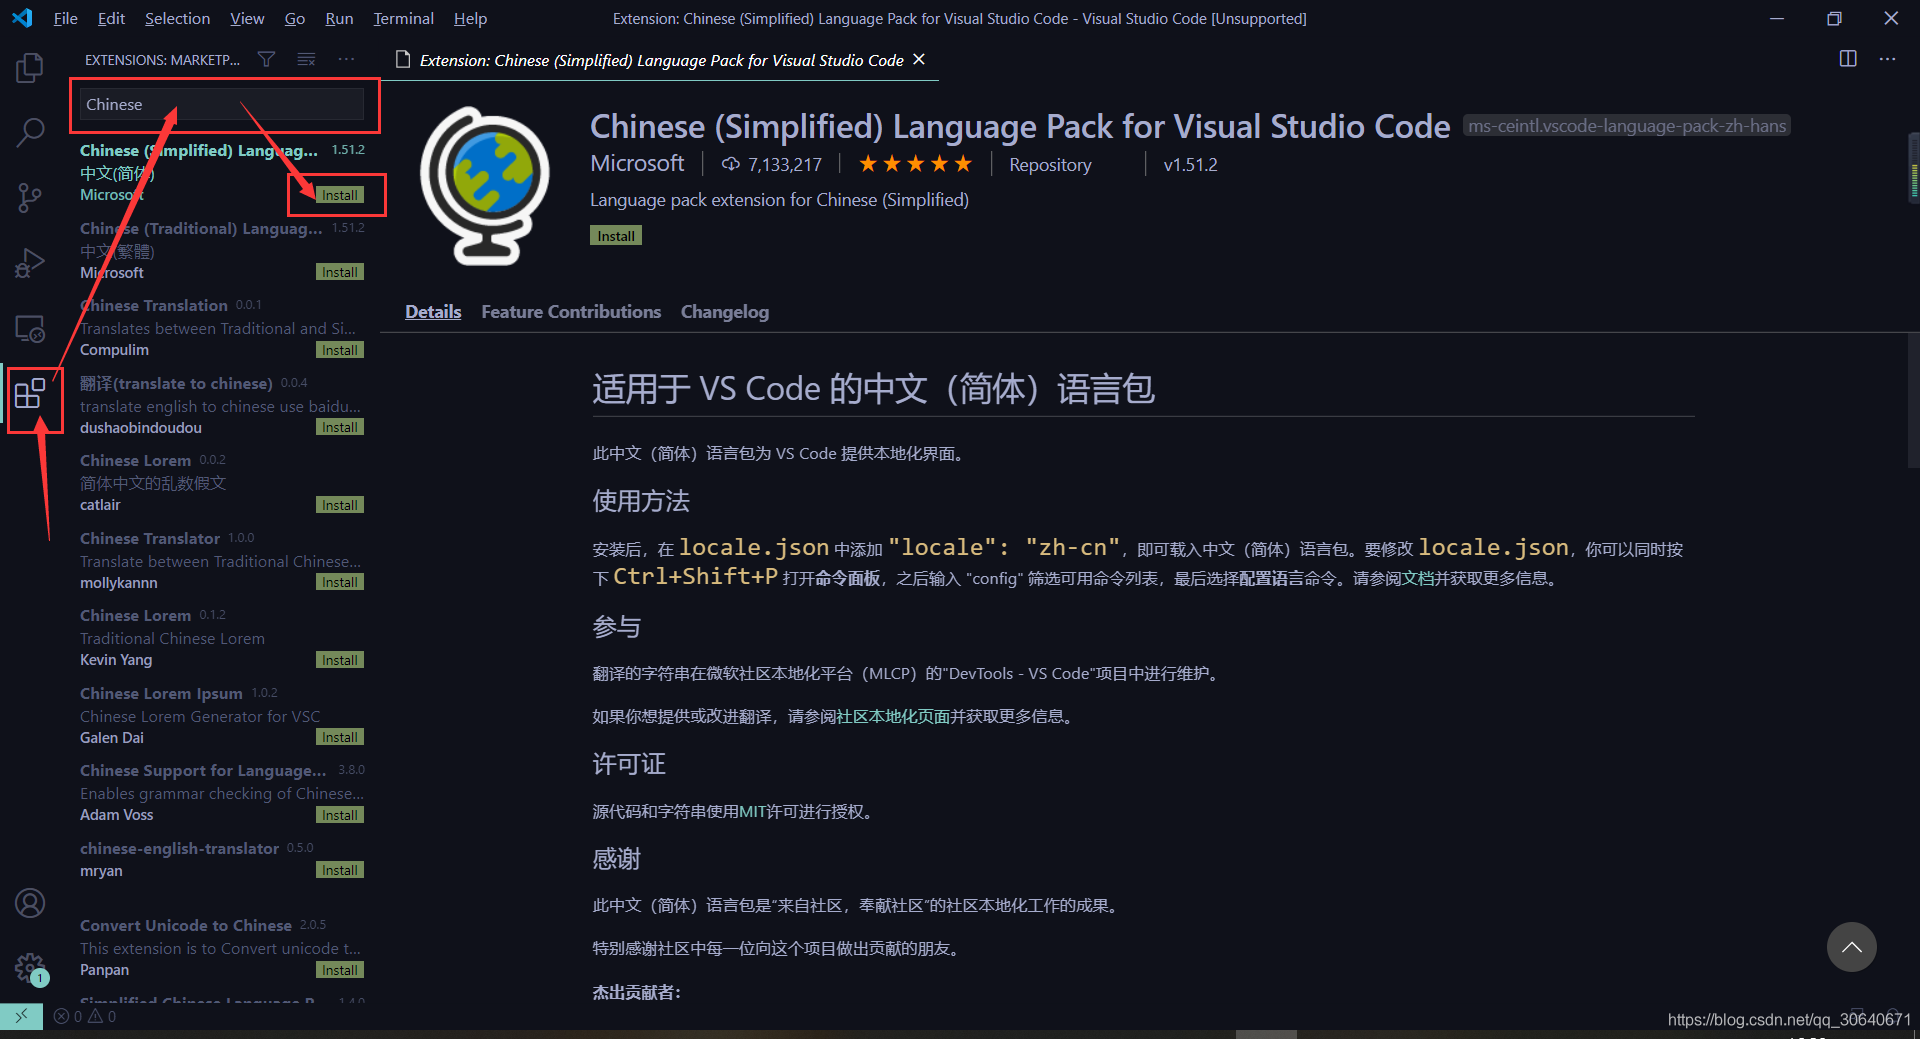 File Edit Selection View Go Run Terminal Help
Extension: Chinese (Simplified) Language Pack for Visual Studio Code - Visual Studio Code [Unsupported]
EXTENSIONS: MARKETP...
Chinese
Chinese (Simplified) Languag... 1.51.2
中文(简体)
Microsoft Install
Chinese (Traditional) Languag... 1.51.2
中文(繁體)
Microsoft Install
Chinese Translation 0.0.1
Translates between Traditional and Si...
Compulim Install
翻译(translate to chinese) 0.0.4
translate english to chinese use baidu...
dushaobindoudou Install
Chinese Lorem 0.0.2
简体中文的乱数假文
catlair Install
Chinese Translator 1.0.0
Translate between Traditional Chinese...
mollykannn Install
Chinese Lorem 0.1.2
Traditional Chinese Lorem
Kevin Yang Install
Chinese Lorem Ipsum 1.0.2
Chinese Lorem Generator for VSC
Galen Dai Install
Chinese Support for Language... 3.8.0
Enables grammar checking of Chinese...
Adam Voss Install
chinese-english-translator 0.5.0
mryan Install
Convert Unicode to Chinese 2.0.5
This extension is to Convert unicode t...
Panpan Install
Simplified Chinese Language P... 1.4.0
1
0 0
Extension: Chinese (Simplified) Language Pack for Visual Studio Code
Chinese (Simplified) Language Pack for Visual Studio Code ms-ceintl.vscode-language-pack-zh-hans
Microsoft 7,133,217 Repository v1.51.2
Language pack extension for Chinese (Simplified)
Install
Details Feature Contributions Changelog
适用于 VS Code 的中文（简体）语言包
此中文（简体）语言包为 VS Code 提供本地化界面。
使用方法
安装后，在 locale.json 中添加 "locale": "zh-cn"，即可载入中文（简体）语言包。要修改 locale.json，你可以同时按
下 Ctrl+Shift+P 打开命令面板，之后输入 "config" 筛选可用命令列表，最后选择配置语言命令。请参阅文档并获取更多信息。
参与
翻译的字符串在微软社区本地化平台（MLCP）的"DevTools - VS Code"项目中进行维护。
如果你想提供或改进翻译，请参阅社区本地化页面并获取更多信息。
许可证
源代码和字符串使用MIT许可进行授权。
感谢
此中文（简体）语言包是“来自社区，奉献社区”的社区本地化工作的成果。
特别感谢社区中每一位向这个项目做出贡献的朋友。
杰出贡献者：
https://blog.csdn.net/qq_30640671